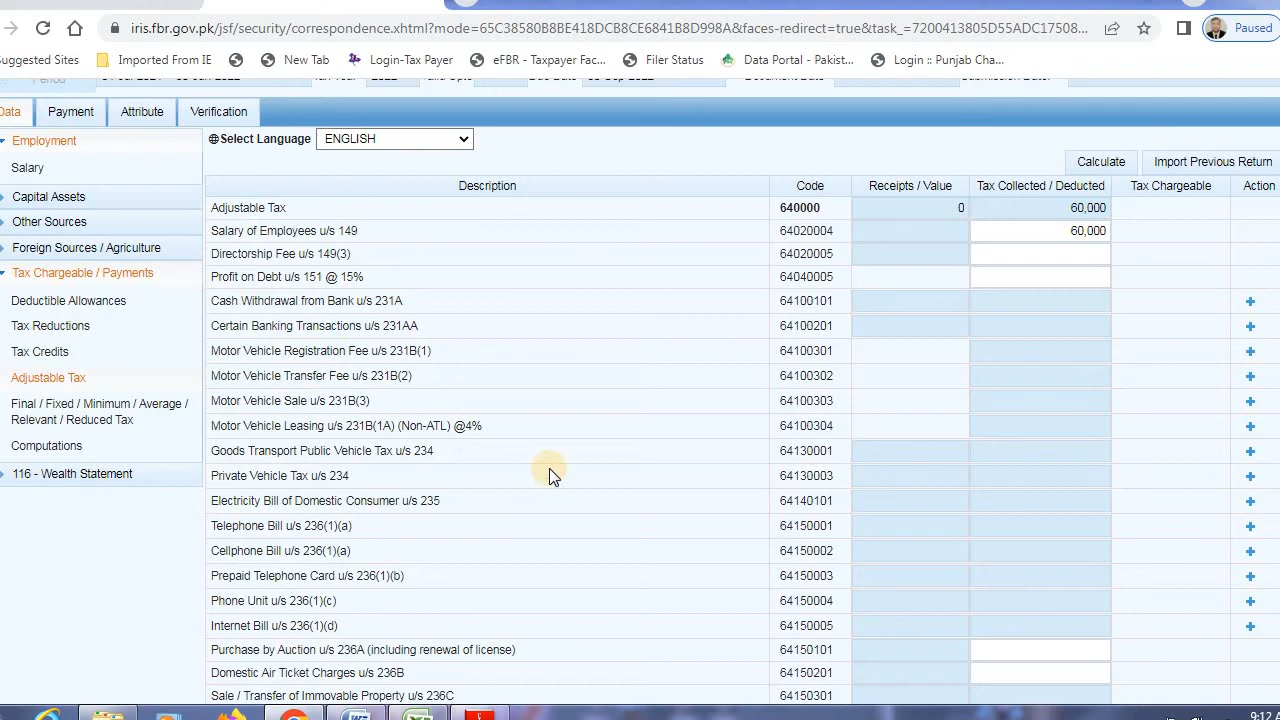 iris.fbr.gov.pk/jsf/security/correspondence.xhtml?mode=65C38580BBBE418DCB8CE6841B8D998A&faces-redirect=true&task_=7200413805D55ADC17508...
Paused
uggested Sites Imported From IE New Tab Login-Tax Payer eFBR - Taxpayer Fac... Filer Status Data Portal - Pakist... Login :: Punjab Cha...
Period
Data Payment Attribute Verification
Select Language ENGLISH
Calculate Import Previous Return
Employment
Salary
Capital Assets
Other Sources
Foreign Sources / Agriculture
Tax Chargeable / Payments
Deductible Allowances
Tax Reductions
Tax Credits
Adjustable Tax
Final / Fixed / Minimum / Average /
Relevant / Reduced Tax
Computations
116 - Wealth Statement
Description Code Receipts / Value Tax Collected / Deducted Tax Chargeable Action
Adjustable Tax 640000 0 60,000
Salary of Employees u/s 149 64020004 60,000
Directorship Fee u/s 149(3) 64020005
Profit on Debt u/s 151 @ 15% 64040005
Cash Withdrawal from Bank u/s 231A 64100101 +
Certain Banking Transactions u/s 231AA 64100201 +
Motor Vehicle Registration Fee u/s 231B(1) 64100301 +
Motor Vehicle Transfer Fee u/s 231B(2) 64100302 +
Motor Vehicle Sale u/s 231B(3) 64100303 +
Motor Vehicle Leasing u/s 231B(1A) (Non-ATL) @4% 64100304 +
Goods Transport Public Vehicle Tax u/s 234 64130001 +
Private Vehicle Tax u/s 234 64130003 +
Electricity Bill of Domestic Consumer u/s 235 64140101 +
Telephone Bill u/s 236(1)(a) 64150001 +
Cellphone Bill u/s 236(1)(a) 64150002 +
Prepaid Telephone Card u/s 236(1)(b) 64150003 +
Phone Unit u/s 236(1)(c) 64150004 +
Internet Bill u/s 236(1)(d) 64150005 +
Purchase by Auction u/s 236A (including renewal of license) 64150101
Domestic Air Ticket Charges u/s 236B 64150201
Sale / Transfer of Immovable Property u/s 236C 64150301